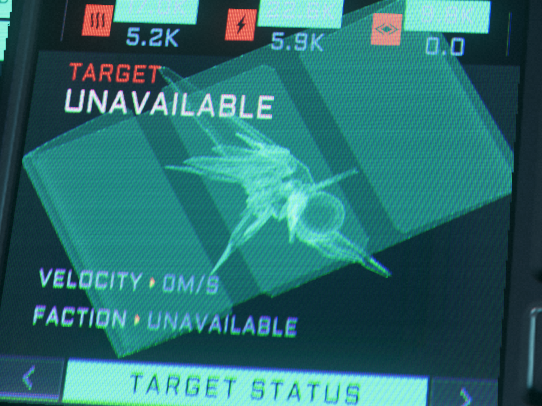 5.2K 5.9K 0.0
TARGET
UNAVAILABLE
VELOCITY ▸ 0M/S
FACTION ▸ UNAVAILABLE
< TARGET STATUS >